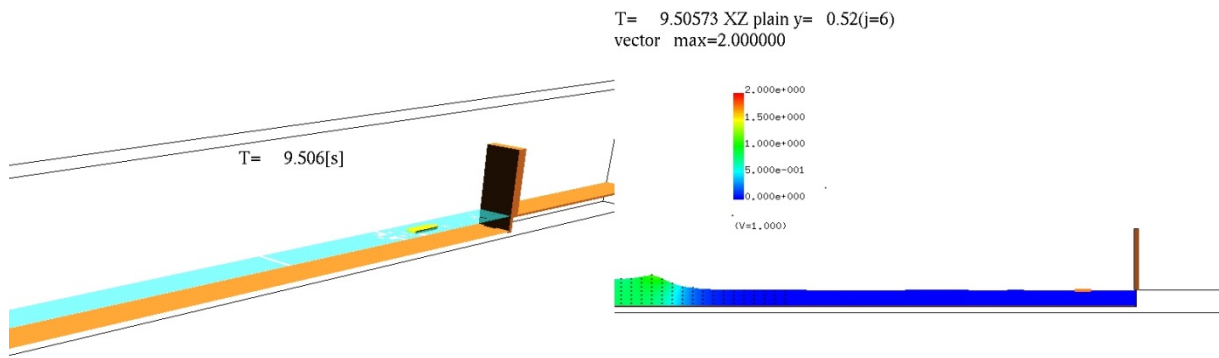 T= 9.506[s]
T= 9.50573 XZ plain y= 0.52(j=6)
vector max=2.000000
2.000e+000
1.500e+000
1.000e+000
5.000e-001
0.000e+000
(V=1.000)